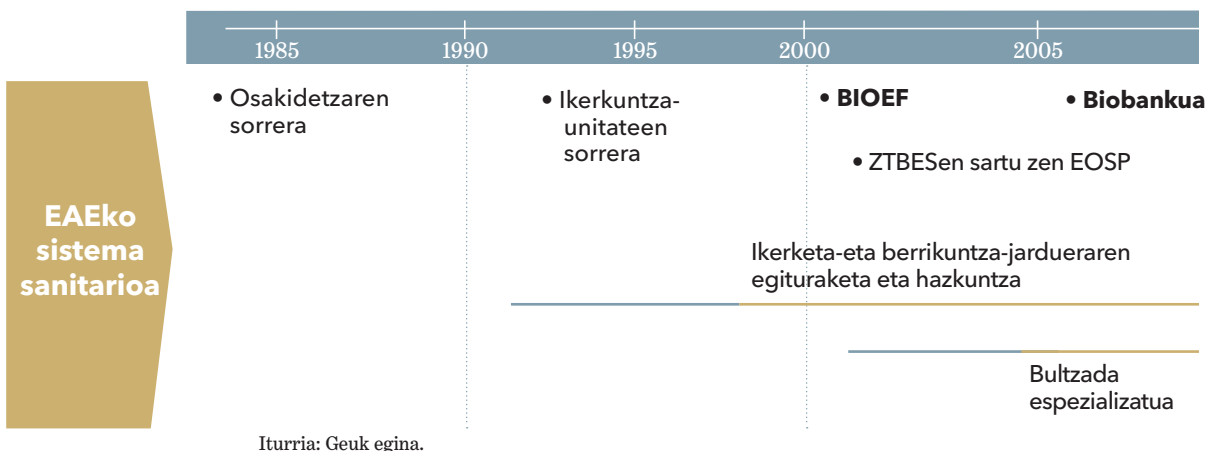 1985 1990 1995 2000 2005
• Osakidetzaren
sorrera
• Ikerkuntza-
unitateen
sorrera
• BIOEF
• Biobankua
• ZTBESen sartu zen EOSP
EAEko
sistema
sanitarioa
Ikerketa-eta berrikuntza-jardueraren
egituraketa eta hazkuntza
Bultzada
espezializatua
Iturria: Geuk egina.